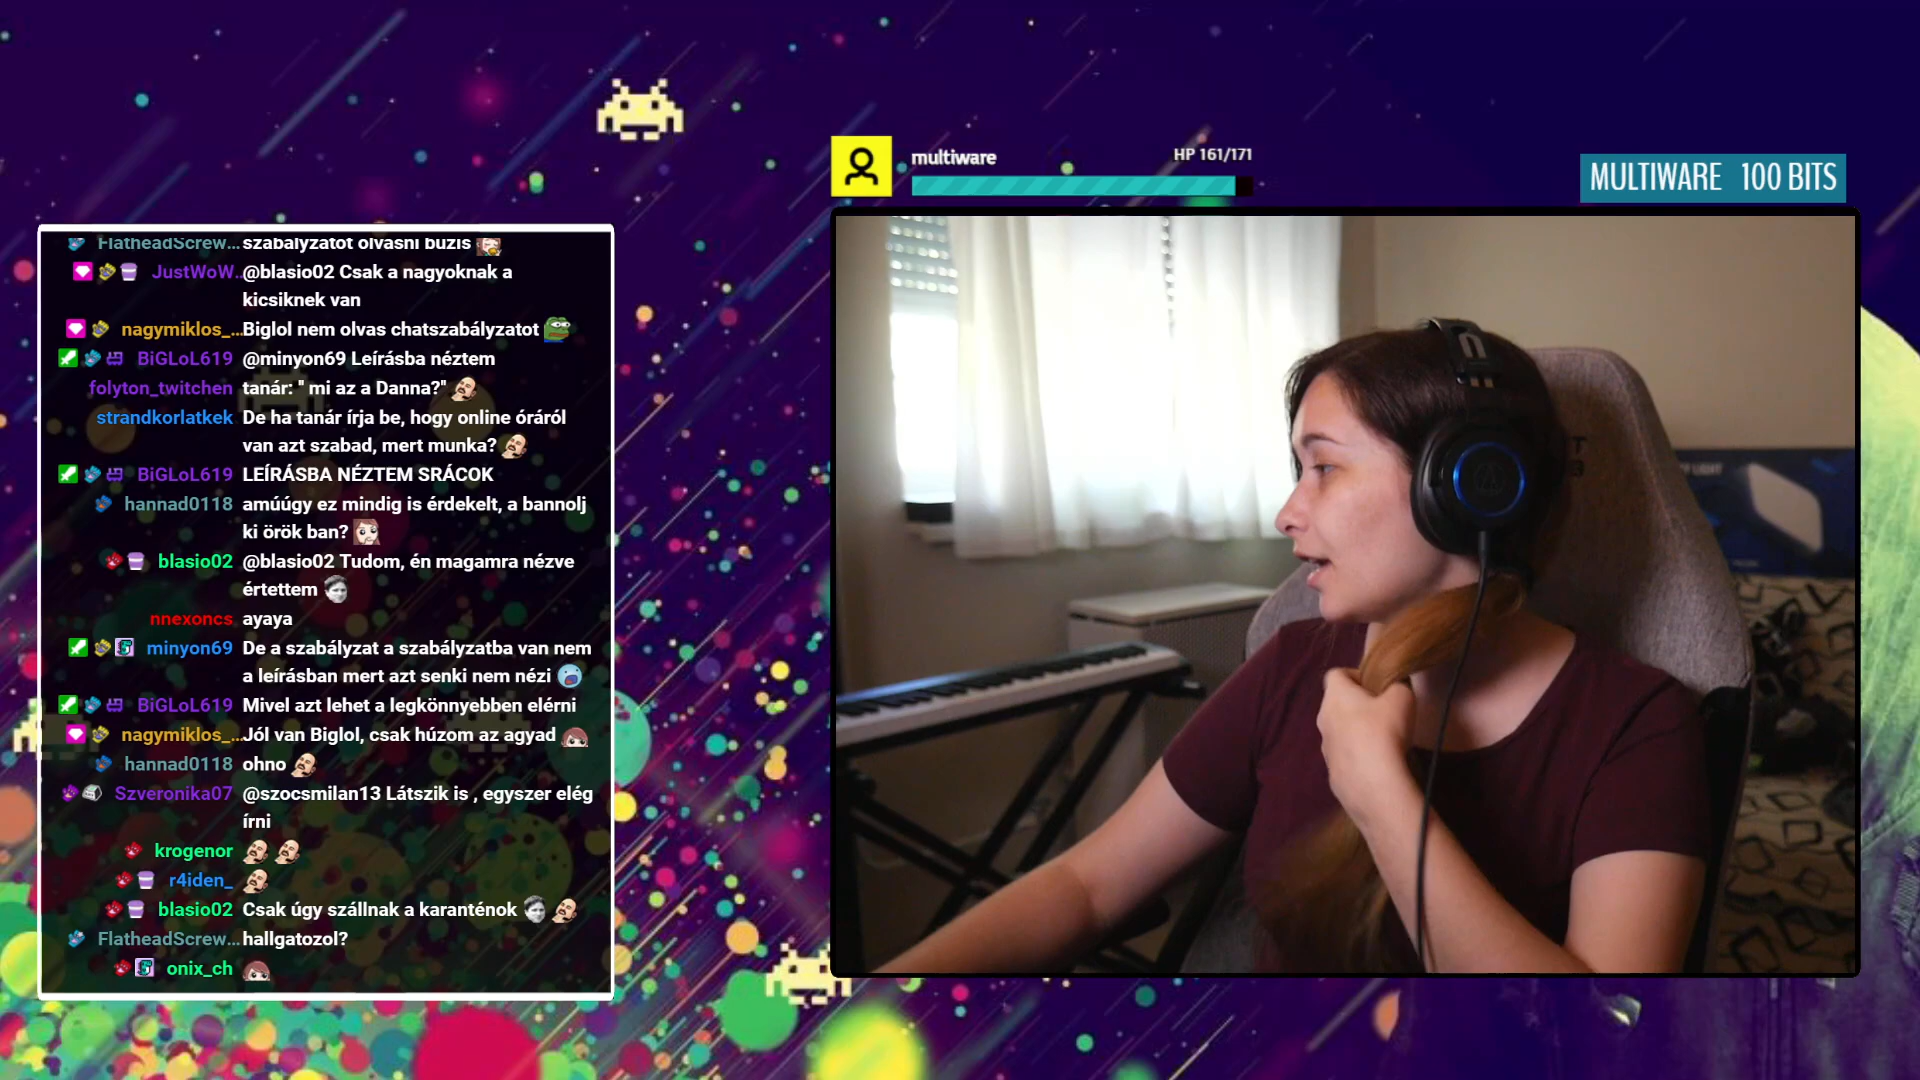 multiware
HP 161/171
MULTIWARE 100 BITS
FlatheadScrew... szabályzatot olvasni buzis
JustWoW... @blasio02 Csak a nagyoknak a
kicsiknek van
nagymiklos_... Biglol nem olvas chatszabályzatot
BiGLoL619 @minyon69 Leírásba néztem
folyton_twitchen tanár: " mi az a Danna?"
strandkorlatkek De ha tanár írja be, hogy online óráról
van azt szabad, mert munka?
BiGLoL619 LEÍRÁSBA NÉZTEM SRÁCOK
hannad0118 amúúgy ez mindig is érdekelt, a bannolj
ki örök ban?
blasio02 @blasio02 Tudom, én magamra nézve
értettem
nnexoncs ayaya
minyon69 De a szabályzat a szabályzatba van nem
a leírásban mert azt senki nem nézi
BiGLoL619 Mivel azt lehet a legkönnyebben elérni
nagymiklos_... Jól van Biglol, csak húzom az agyad
hannad0118 ohno
Szveronika07 @szocsmilan13 Látszik is , egyszer elég
írni
krogenor
r4iden_
blasio02 Csak úgy szállnak a karanténok
FlatheadScrew... hallgatozol?
onix_ch